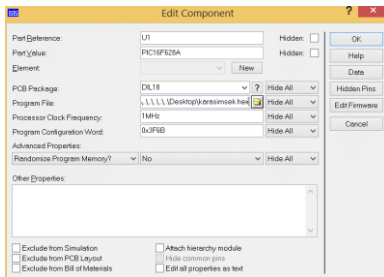 Edit Component
Part Reference: U1 Hidden:
Part Value: PIC16F628A Hidden:
Element: New
PCB Package: DIL18 ? Hide All
Program File: ..\..\..\..\..\Desktop\karasimsek.hex Hide All
Processor Clock Frequency: 1MHz Hide All
Program Configuration Word: 0x3F6B Hide All
Advanced Properties:
Randomize Program Memory? No Hide All
Other Properties:
Exclude from Simulation Attach hierarchy module
Exclude from PCB Layout Hide common pins
Exclude from Bill of Materials Edit all properties as text
OK
Help
Data
Hidden Pins
Edit Firmware
Cancel